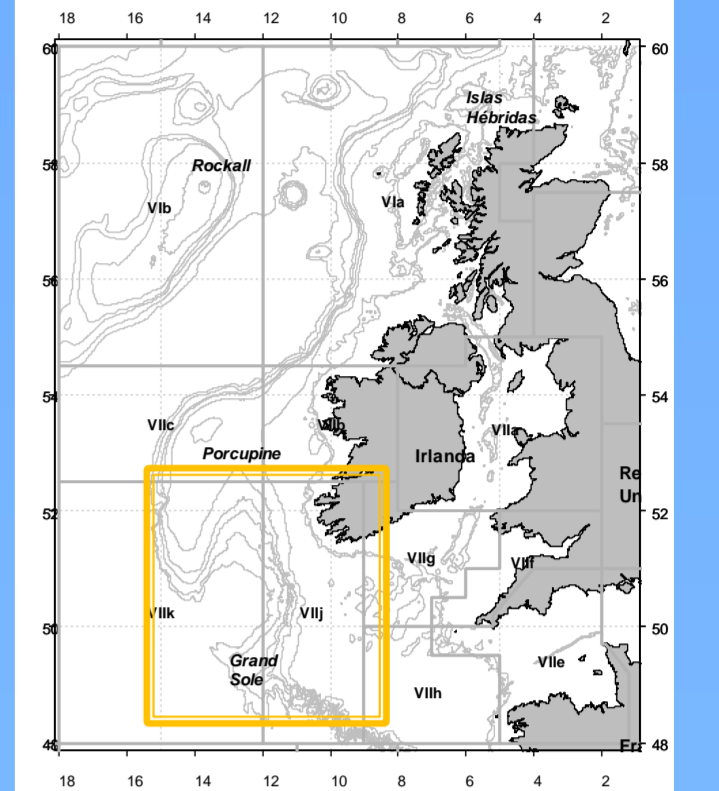 18 16 14 12 10 8 6 4 2
60 60
Islas
Hébridas
58 58
Rockall
VIa
VIb
56 56
54 54
VIIc VIIb VIIa
Porcupine Irlanda
Re
Un
52 52
VIIg VIIf
VIIk VIIj
50 50
Grand
Sole
VIIe
VIIh
48 48
Fra
18 16 14 12 10 8 6 4 2